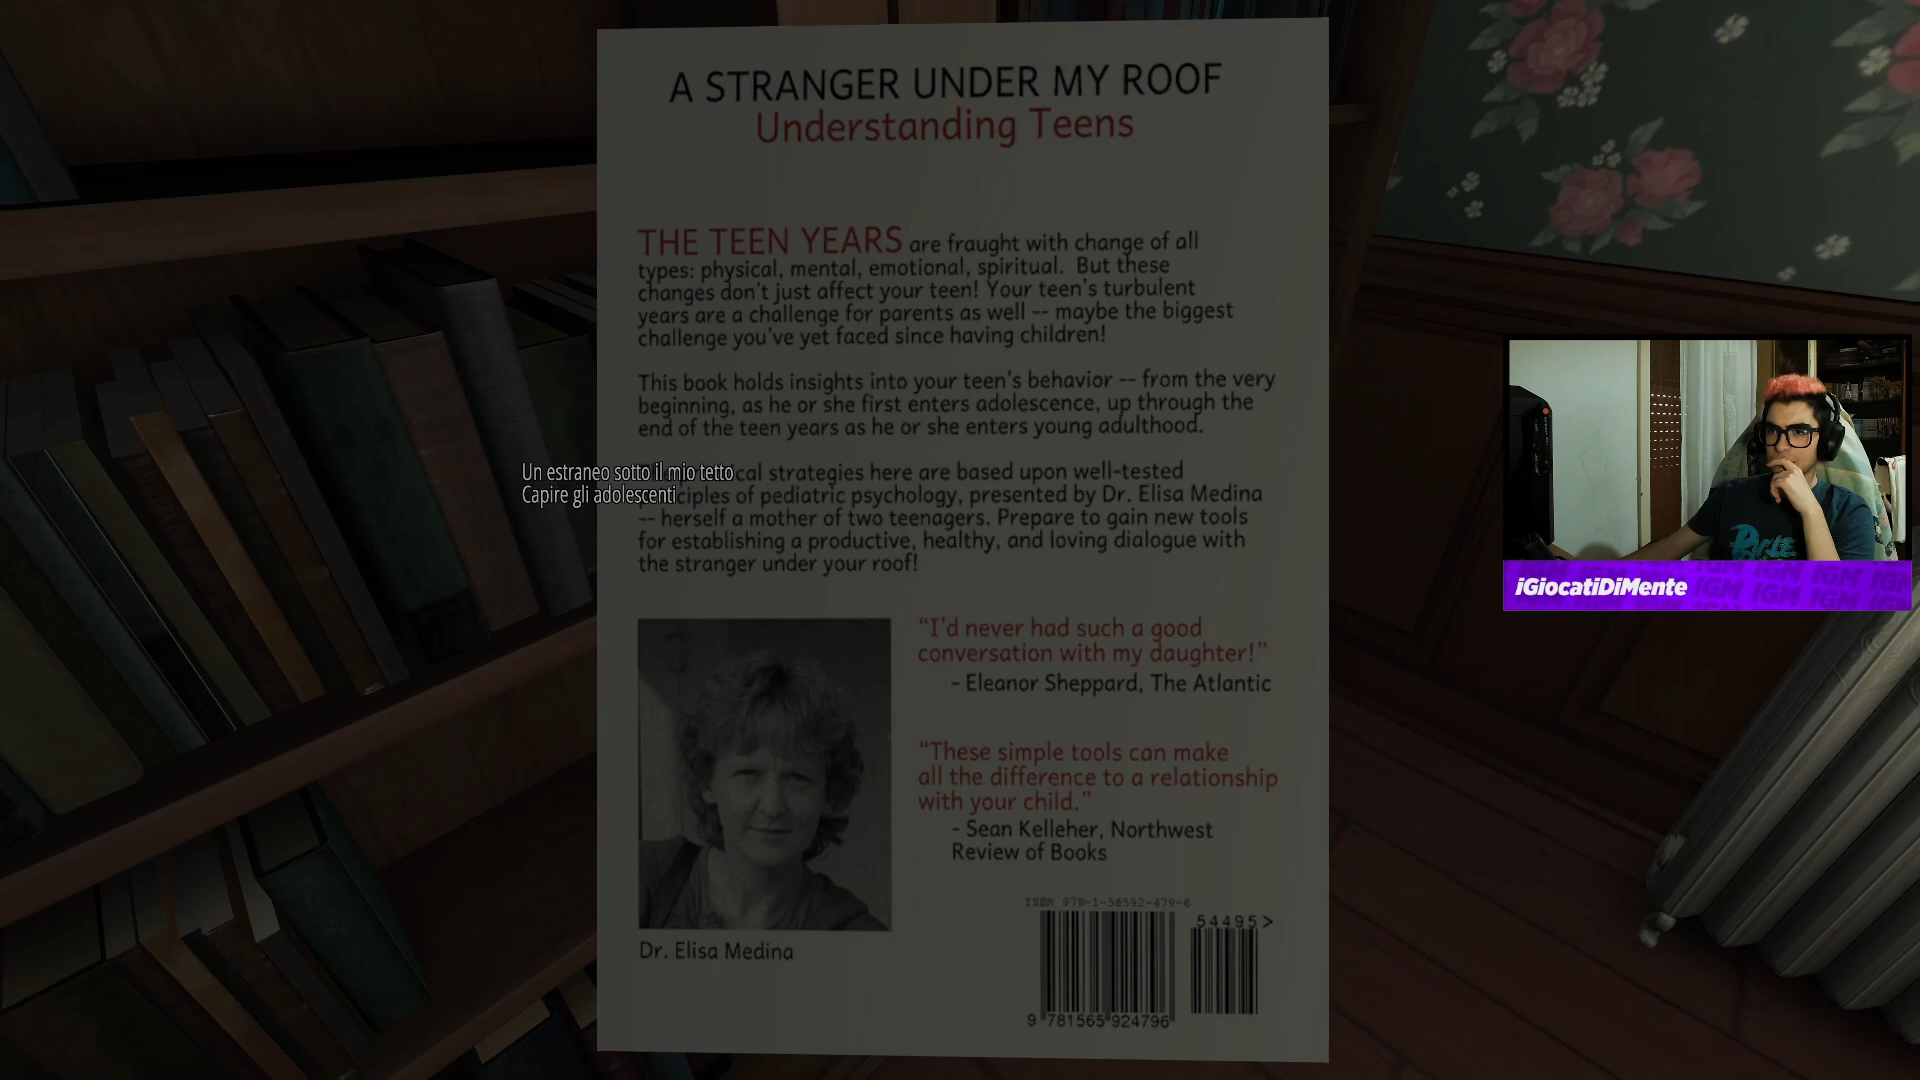 A STRANGER UNDER MY ROOF
Understanding Teens
THE TEEN YEARS are fraught with change of all
types: physical, mental, emotional, spiritual. But these
changes don't just affect your teen! Your teen's turbulent
years are a challenge for parents as well -- maybe the biggest
challenge you've yet faced since having children!
This book holds insights into your teen's behavior -- from the very
beginning, as he or she first enters adolescence, up through the
end of the teen years as he or she enters young adulthood.
Un estraneo sotto il mio tetto
Capire gli adolescenti
cal strategies here are based upon well-tested
ciples of pediatric psychology, presented by Dr. Elisa Medina
-- herself a mother of two teenagers. Prepare to gain new tools
for establishing a productive, healthy, and loving dialogue with
the stranger under your roof!
"I'd never had such a good
conversation with my daughter!"
- Eleanor Sheppard, The Atlantic
"These simple tools can make
all the difference to a relationship
with your child."
- Sean Kelleher, Northwest
Review of Books
Dr. Elisa Medina
ISBN 978-1-56592-479-6
54495>
9 781565 924796
iGiocatiDiMente
IGM IGM IGM IGM